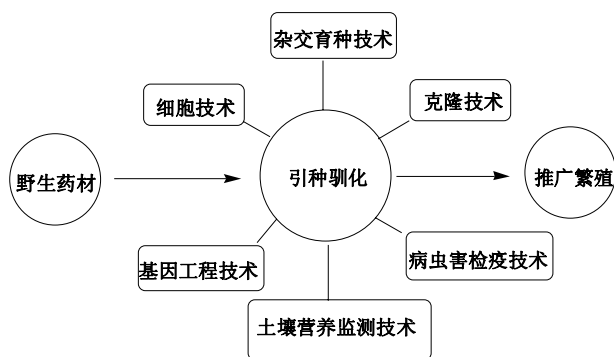 杂交育种技术
细胞技术
克隆技术
野生药材
引种驯化
推广繁殖
基因工程技术
病虫害检疫技术
土壤营养监测技术